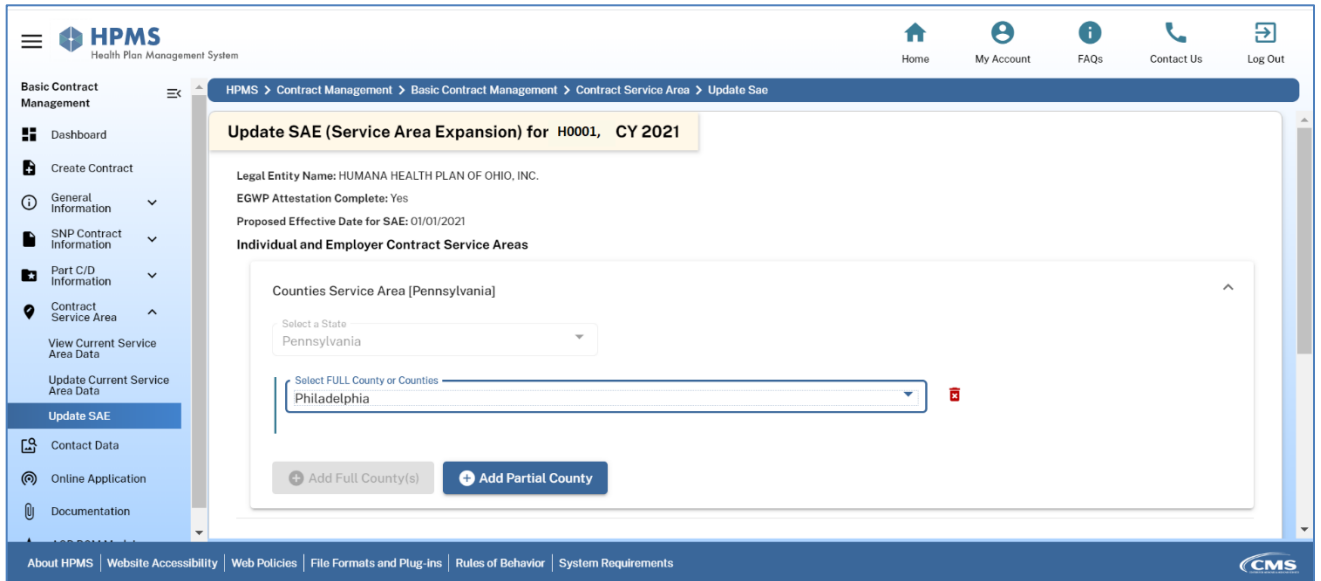 HPMS
Health Plan Management System
Home
My Account
FAQs
Contact Us
Log Out
Basic Contract
Management
HPMS > Contract Management > Basic Contract Management > Contract Service Area > Update Sae
Dashboard
Create Contract
General
Information
SNP Contract
Information
Part C/D
Information
Contract
Service Area
View Current Service
Area Data
Update Current Service
Area Data
Update SAE
Contact Data
Online Application
Documentation
Update SAE (Service Area Expansion) for H0001, CY 2021
Legal Entity Name: HUMANA HEALTH PLAN OF OHIO, INC.
EGWP Attestation Complete: Yes
Proposed Effective Date for SAE: 01/01/2021
Individual and Employer Contract Service Areas
Counties Service Area [Pennsylvania]
Select a State
Pennsylvania
Select FULL County or Counties
Philadelphia
Add Full County(s)
Add Partial County
About HPMS | Website Accessibility | Web Policies | File Formats and Plug-ins | Rules of Behavior | System Requirements
CMS